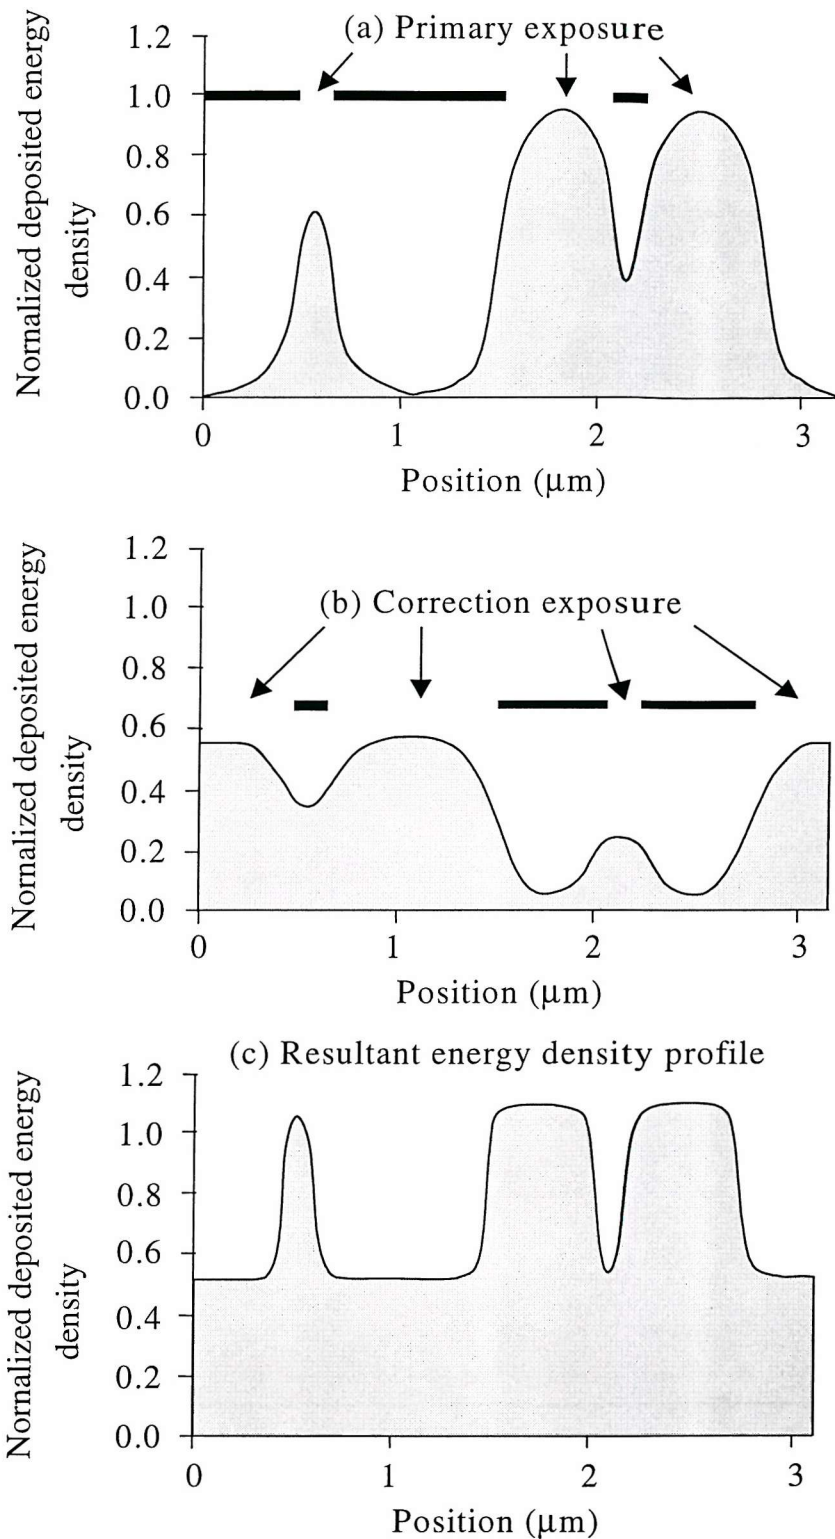 (a) Primary exposure
Nornalized deposited energy
density
1.2
1.0
0.8
0.6
0.4
0.2
0.0
0 1 2 3
Position (μm)
(b) Correction exposure
Nornalized deposited energy
density
1.2
1.0
0.8
0.6
0.4
0.2
0.0
0 1 2 3
Position (μm)
(c) Resultant energy density profile
Nornalized deposited energy
density
1.2
1.0
0.8
0.6
0.4
0.2
0.0
0 1 2 3
Position (μm)